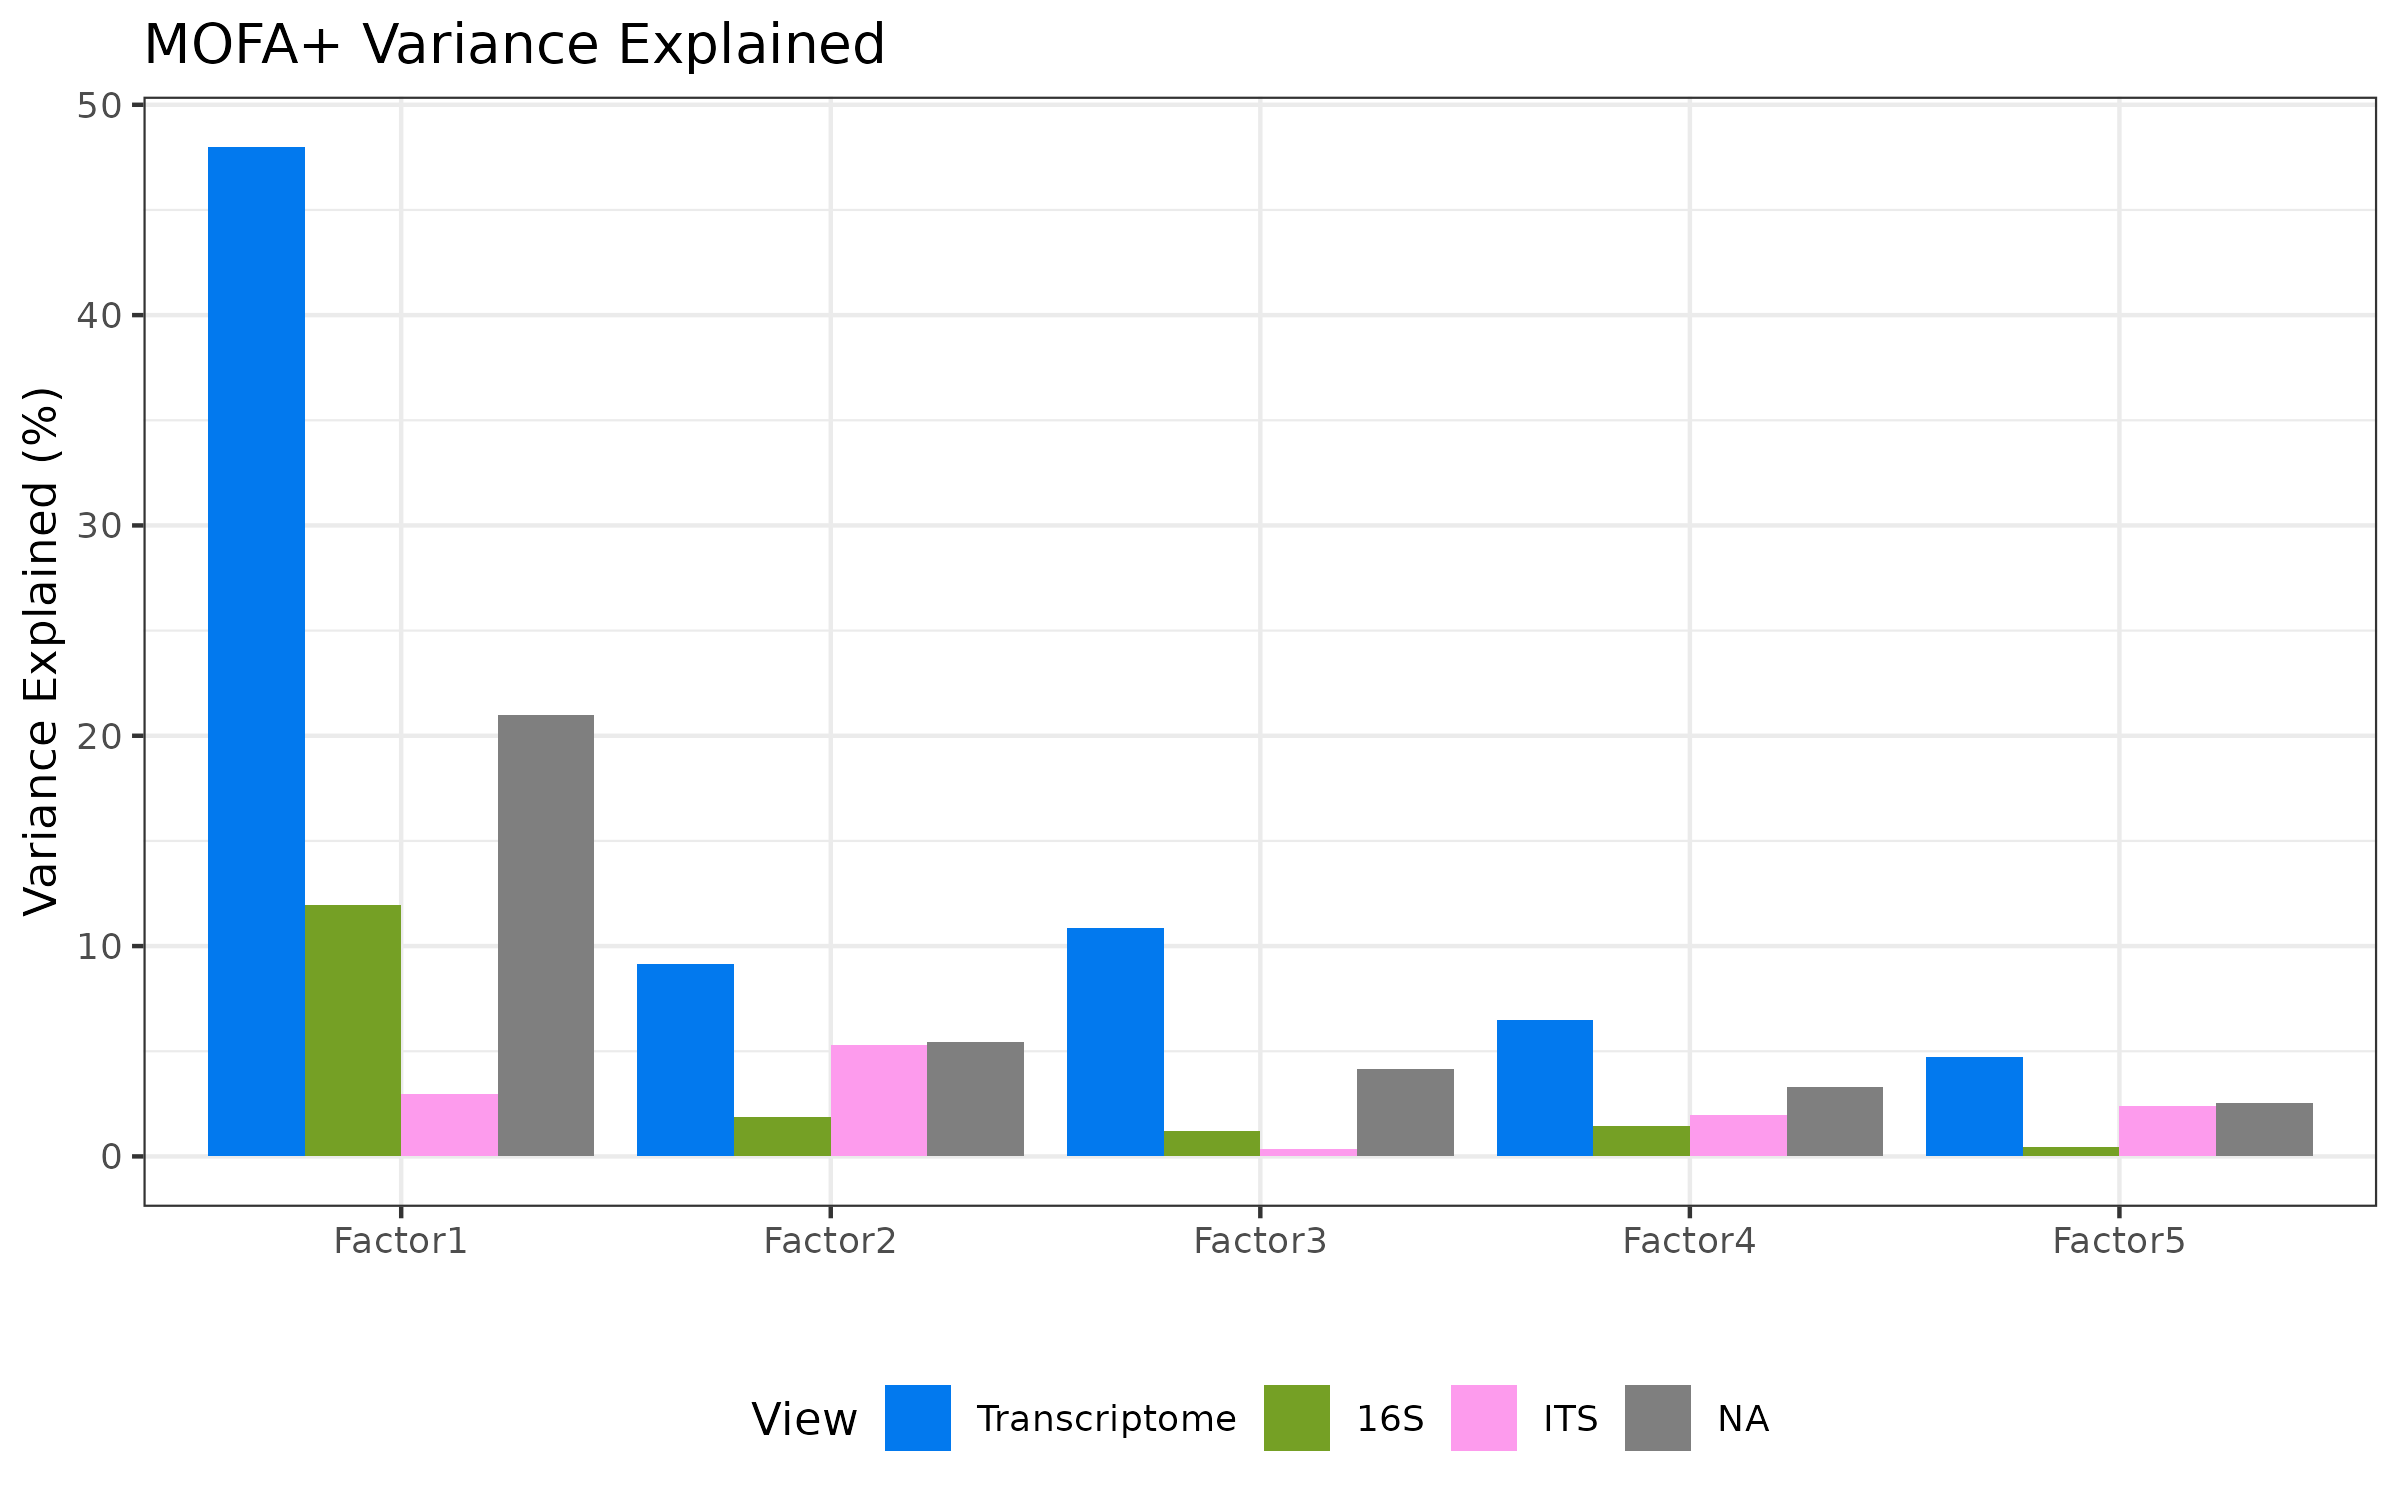 MOFA+ Variance Explained
Variance Explained (%)
50
40
30
20
10
0
Factor1 Factor2 Factor3 Factor4 Factor5
View Transcriptome 16S ITS NA